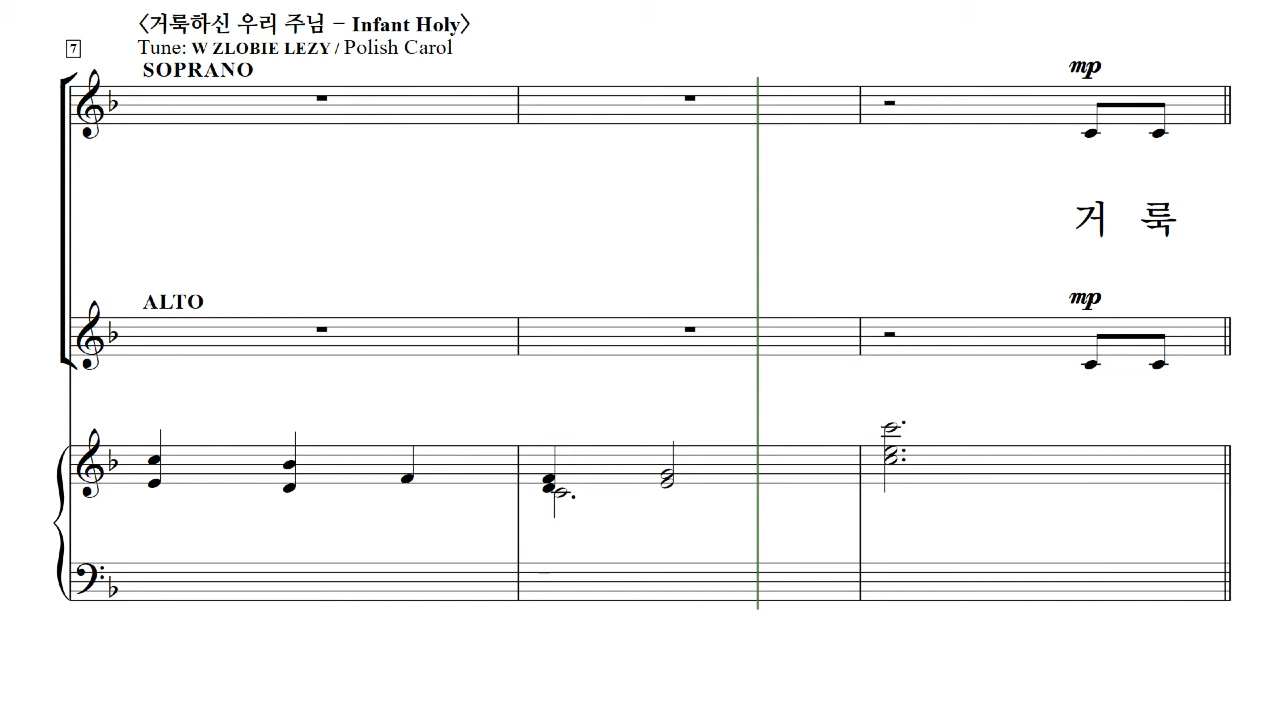 〈거룩하신 우리 주님 – Infant Holy〉
7
Tune: W ZLOBIE LEZY / Polish Carol
SOPRANO
mp
거 룩
ALTO
mp